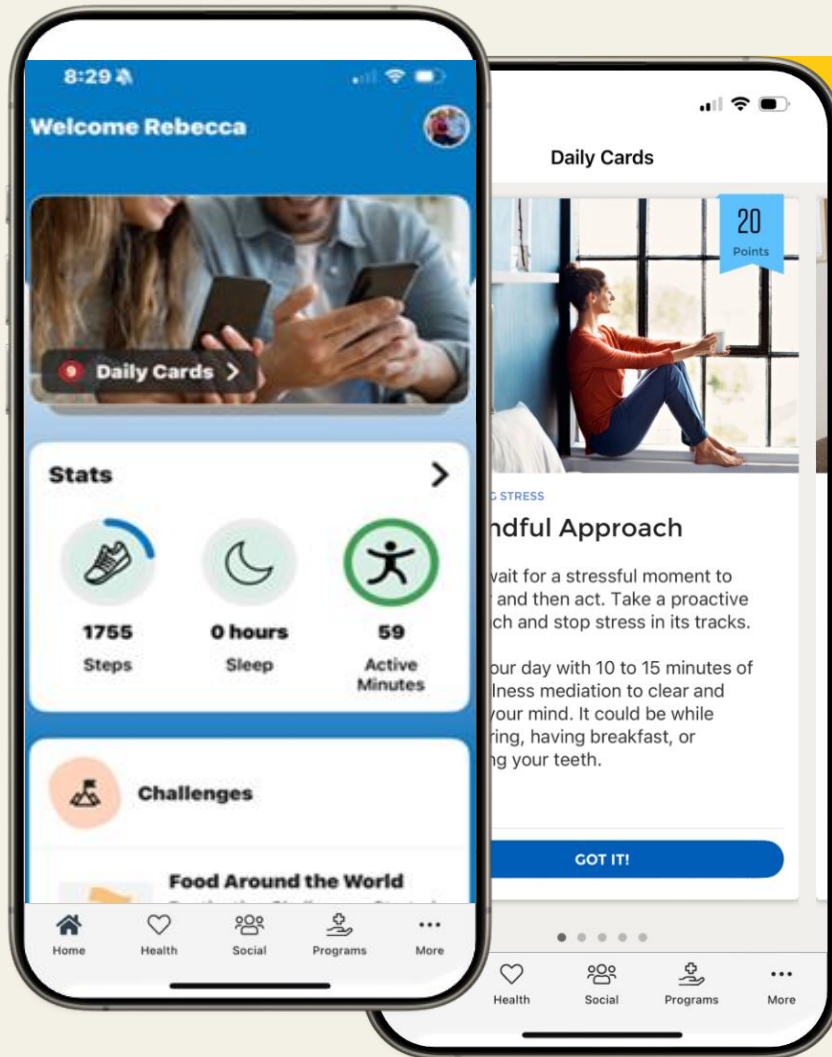 8:29
Welcome Rebecca
9 Daily Cards
Stats
1755
Steps
0 hours
Sleep
59
Active
Minutes
Challenges
Food Around the World
Home
Health
Social
Programs
More
Daily Cards
20
Points
STRESS
ndful Approach
wait for a stressful moment to
and then act. Take a proactive
ch and stop stress in its tracks.
our day with 10 to 15 minutes of
lness mediation to clear and
your mind. It could be while
ring, having breakfast, or
ng your teeth.
GOT IT!
Health
Social
Programs
More